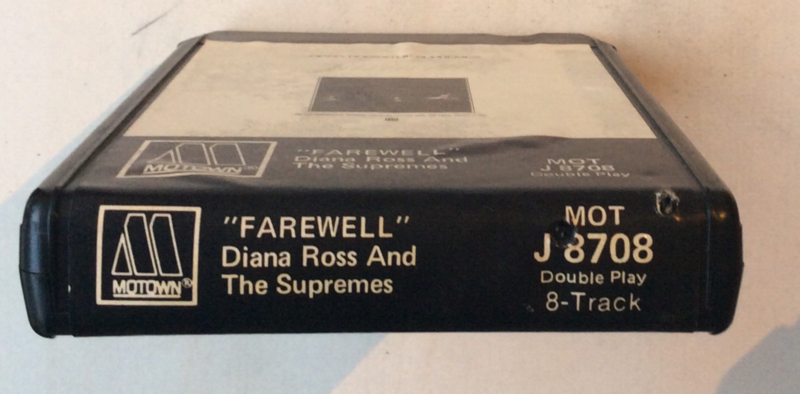 MOTOWN
"FAREWELL"
Diana Ross And
The Supremes
MOT
J 8708
Double Play
MOTOWN®
"FAREWELL"
Diana Ross And
The Supremes
MOT
J 8708
Double Play
8-Track